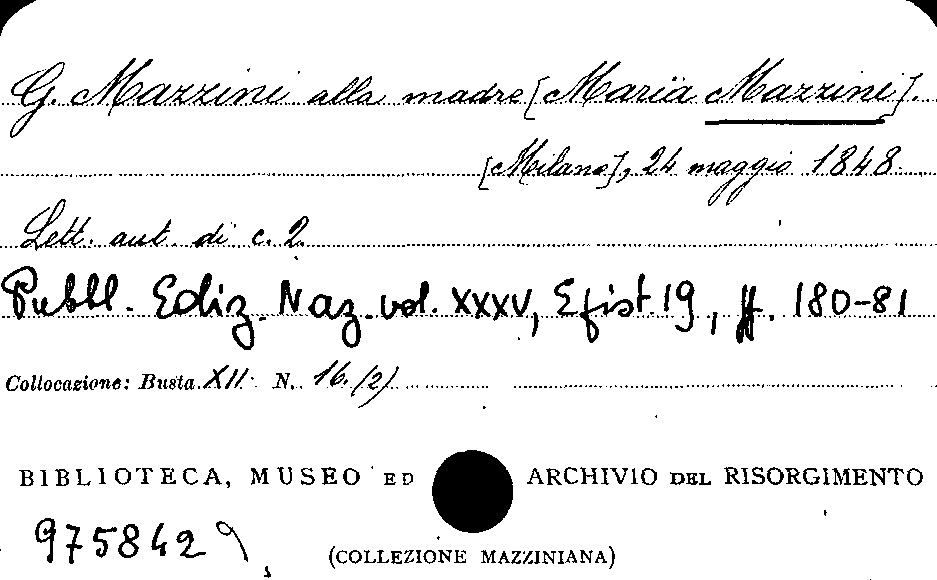 G. Mazzini alla madre [Maria Mazzini].
[Milano], 24 maggio 1848.
Lett. aut. di c. 2.
Pubbl. Ediz. Naz. vol. XXXV, Epist. 19, pp. 180-81
Collocazione: Busta XII N. 16. (2)
BIBLIOTECA, MUSEO ED ARCHIVIO DEL RISORGIMENTO
975842
(COLLEZIONE MAZZINIANA)